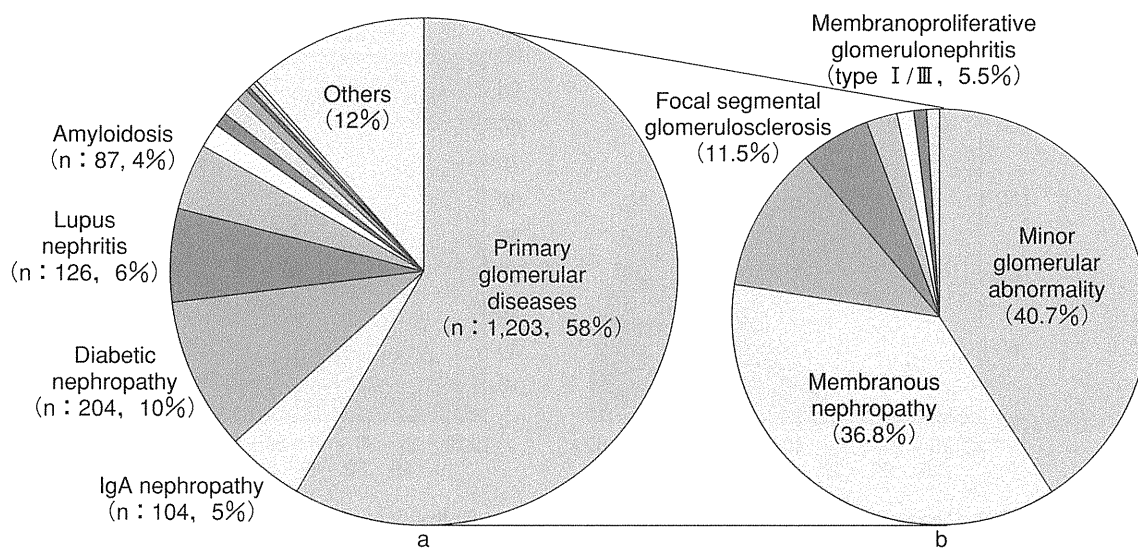 Others
(12%)
Amyloidosis
(n : 87, 4%)
Lupus
nephritis
(n : 126, 6%)
Diabetic
nephropathy
(n : 204, 10%)
IgA nephropathy
(n : 104, 5%)
Primary
glomerular
diseases
(n : 1,203, 58%)
a
Membranoproliferative
glomerulonephritis
(type Ⅰ/Ⅲ, 5.5%)
Focal segmental
glomerulosclerosis
(11.5%)
Minor
glomerular
abnormality
(40.7%)
Membranous
nephropathy
(36.8%)
b